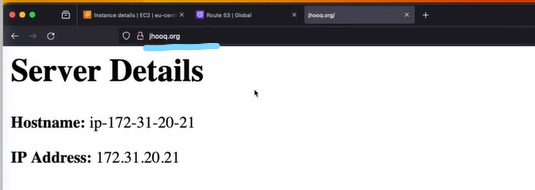 Instance details | EC2 | eu-cent
Route 53 | Global
jhooq.org/
jhooq.org
Server Details
Hostname: ip-172-31-20-21
IP Address: 172.31.20.21